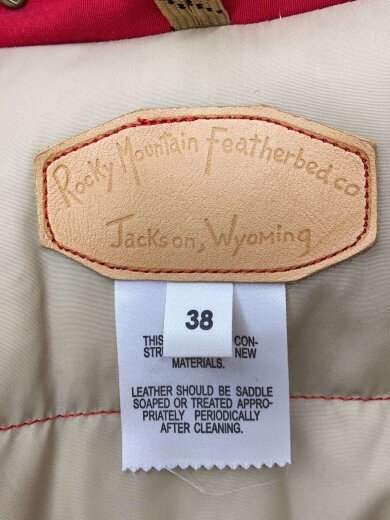 Rocky Mountain Featherbed co
Jackson, Wyoming
38
THIS CON-
STR NEW
MATERIALS.
LEATHER SHOULD BE SADDLE
SOAPED OR TREATED APPRO-
PRIATELY PERIODICALLY
AFTER CLEANING.